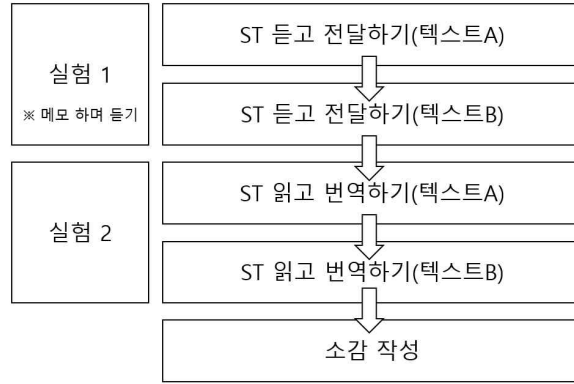 실험 1
※ 메모 하며 듣기
ST 듣고 전달하기(텍스트A)
ST 듣고 전달하기(텍스트B)
실험 2
ST 읽고 번역하기(텍스트A)
ST 읽고 번역하기(텍스트B)
소감 작성